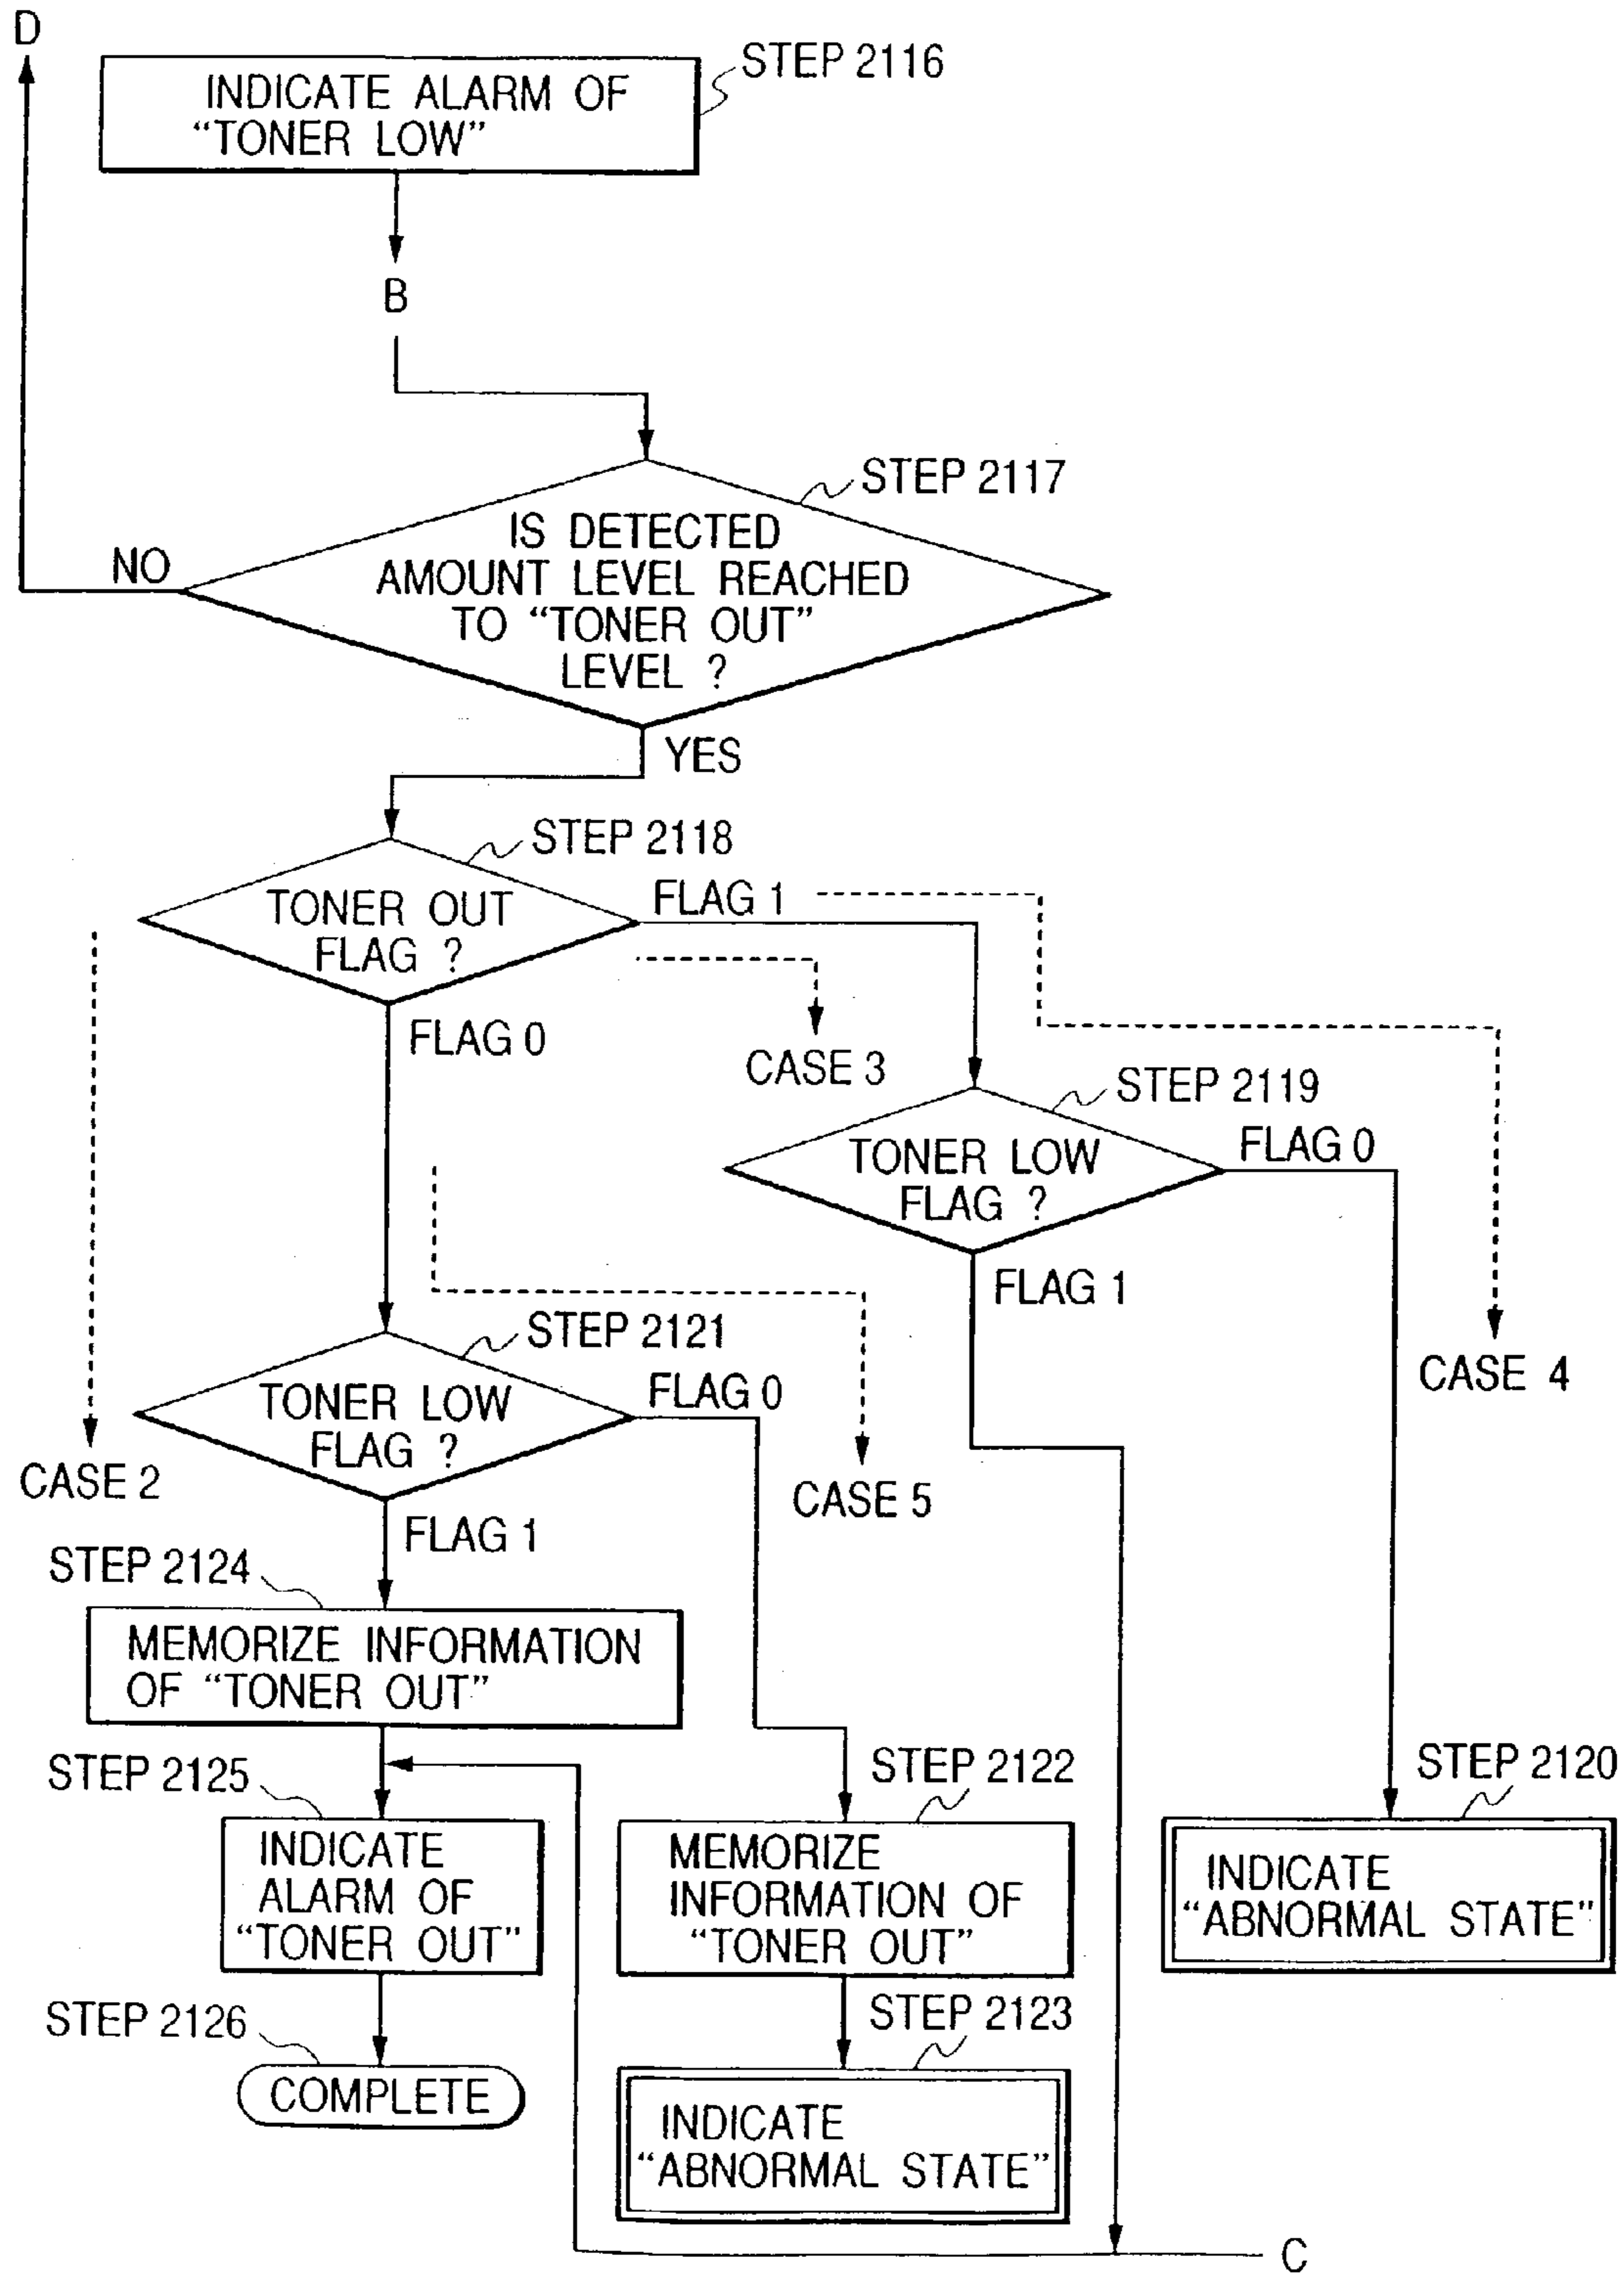 D
STEP 2116
INDICATE ALARM OF
“TONER LOW”
B
STEP 2117
IS DETECTED
AMOUNT LEVEL REACHED
TO “TONER OUT”
LEVEL ?
NO
YES
STEP 2118
TONER OUT
FLAG ?
FLAG 1
FLAG 0
CASE 3
STEP 2119
TONER LOW
FLAG ?
FLAG 0
FLAG 1
CASE 4
STEP 2121
TONER LOW
FLAG ?
FLAG 0
CASE 2
CASE 5
FLAG 1
STEP 2124
MEMORIZE INFORMATION
OF “TONER OUT”
STEP 2125
INDICATE
ALARM OF
“TONER OUT”
STEP 2122
MEMORIZE
INFORMATION OF
“TONER OUT”
STEP 2120
INDICATE
“ABNORMAL STATE”
STEP 2126
COMPLETE
STEP 2123
INDICATE
“ABNORMAL STATE”
C